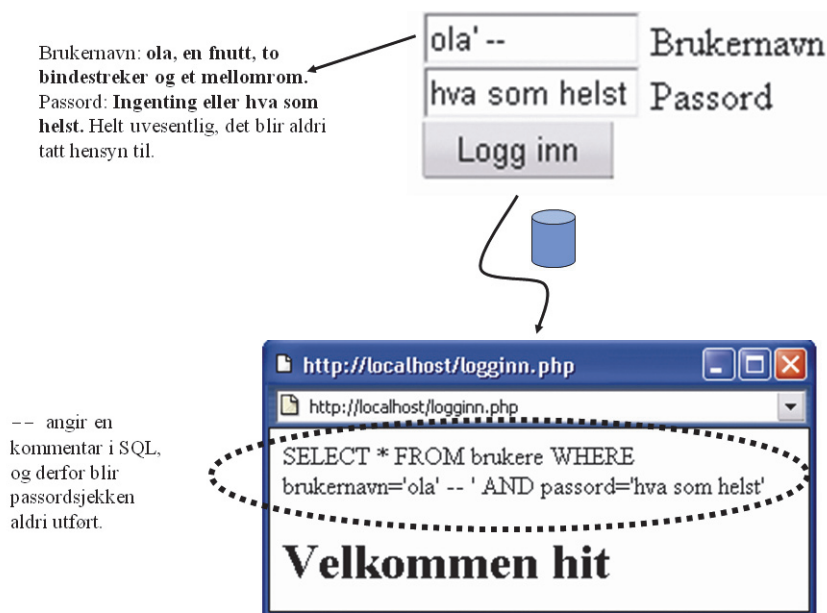 Brukernavn: ola, en fnutt, to
bindestreker og et mellomrom.
Passord: Ingenting eller hva som
helst. Helt uvesentlig, det blir aldri
tatt hensyn til.
ola' --
Brukernavn
hva som helst
Passord
Logg inn
http://localhost/logginn.php
http://localhost/logginn.php
-- angir en
kommentar i SQL,
og derfor blir
passordsjekken
aldri utført.
SELECT * FROM brukere WHERE
brukernavn='ola' -- ' AND passord='hva som helst'
Velkommen hit